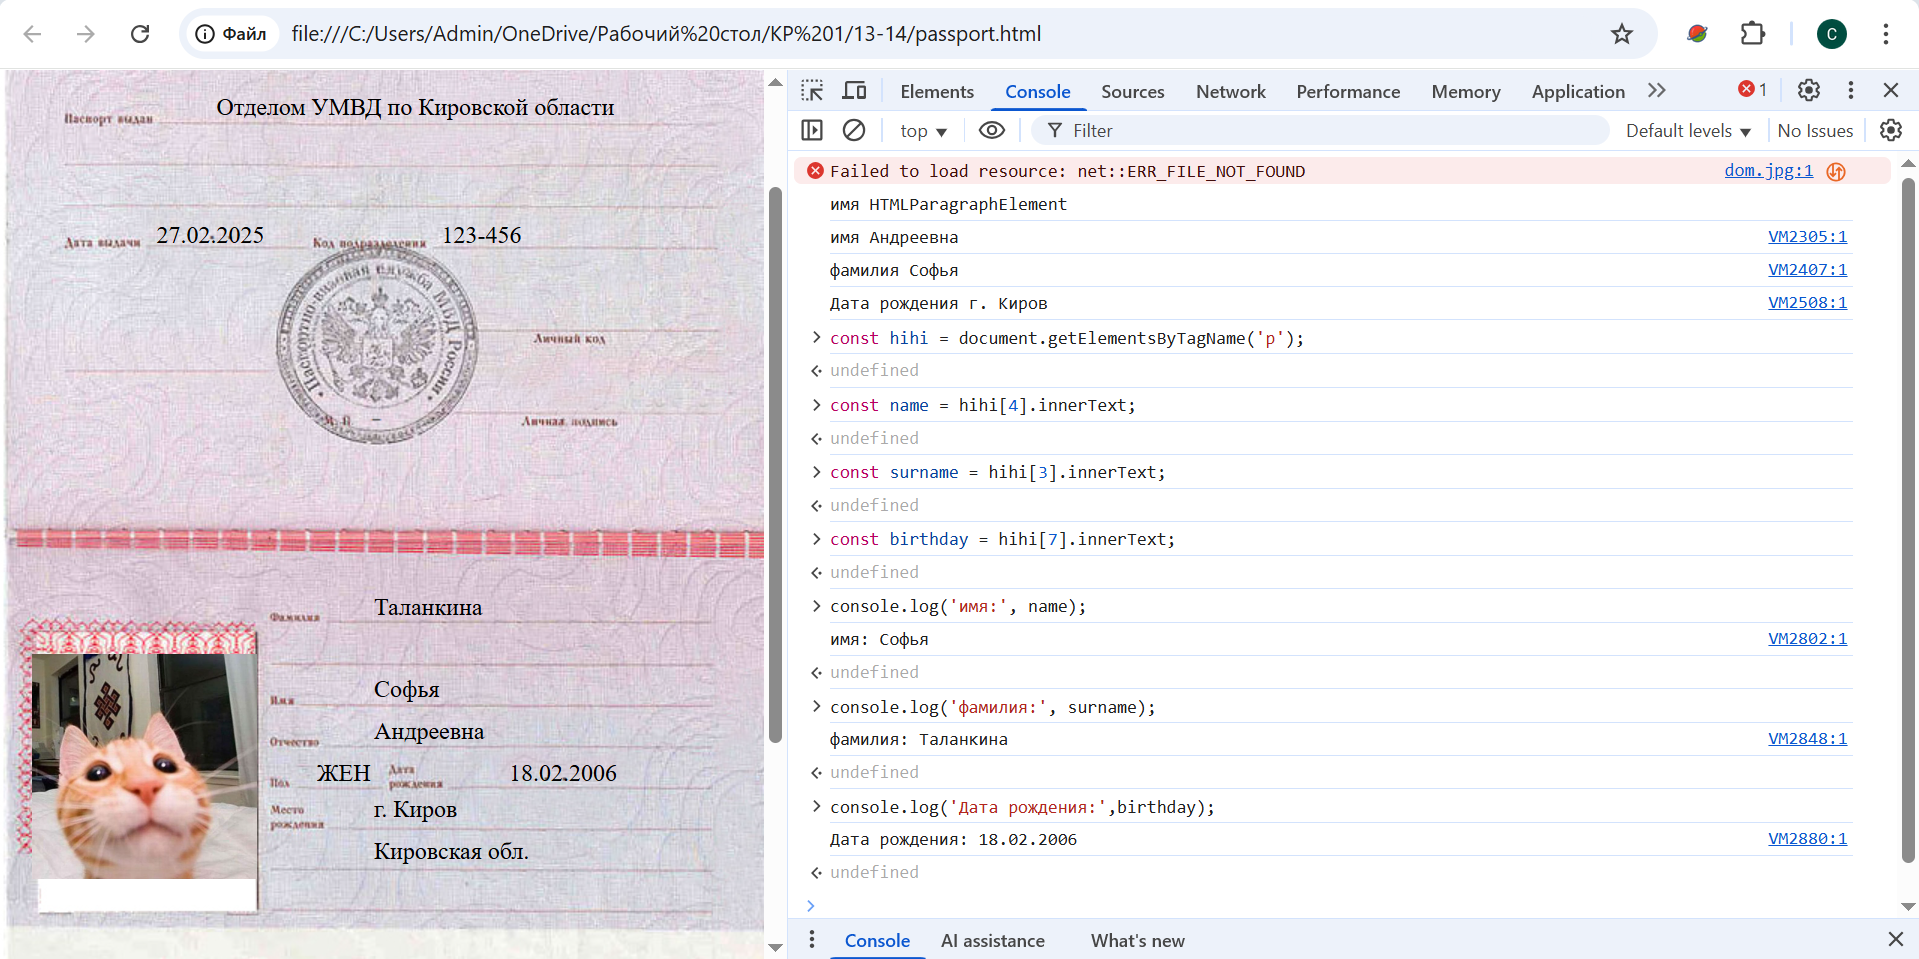 Файл
file:///C:/Users/Admin/OneDrive/Рабочий%20стол/КР%201/13-14/passport.html
C
Паспорт выдан
Отделом УМВД по Кировской области
Дата выдачи
27.02.2025
Код подразделения
123-456
Паспортно-визовая служба МВД России
Личный код
М.П.
Личная подпись
Фамилия
Таланкина
Имя
Софья
Отчество
Андреевна
Пол
ЖЕН
Дата
рождения
18.02.2006
Место
рождения
г. Киров
Кировская обл.
Elements
Console
Sources
Network
Performance
Memory
Application
1
top
Filter
Default levels
No Issues
Failed to load resource: net::ERR_FILE_NOT_FOUND dom.jpg:1
имя HTMLParagraphElement
имя Андреевна VM2305:1
фамилия Софья VM2407:1
Дата рождения г. Киров VM2508:1
const hihi = document.getElementsByTagName('p');
undefined
const name = hihi[4].innerText;
undefined
const surname = hihi[3].innerText;
undefined
const birthday = hihi[7].innerText;
undefined
console.log('имя:', name);
имя: Софья VM2802:1
undefined
console.log('фамилия:', surname);
фамилия: Таланкина VM2848:1
undefined
console.log('Дата рождения:',birthday);
Дата рождения: 18.02.2006 VM2880:1
undefined
Console
AI assistance
What's new